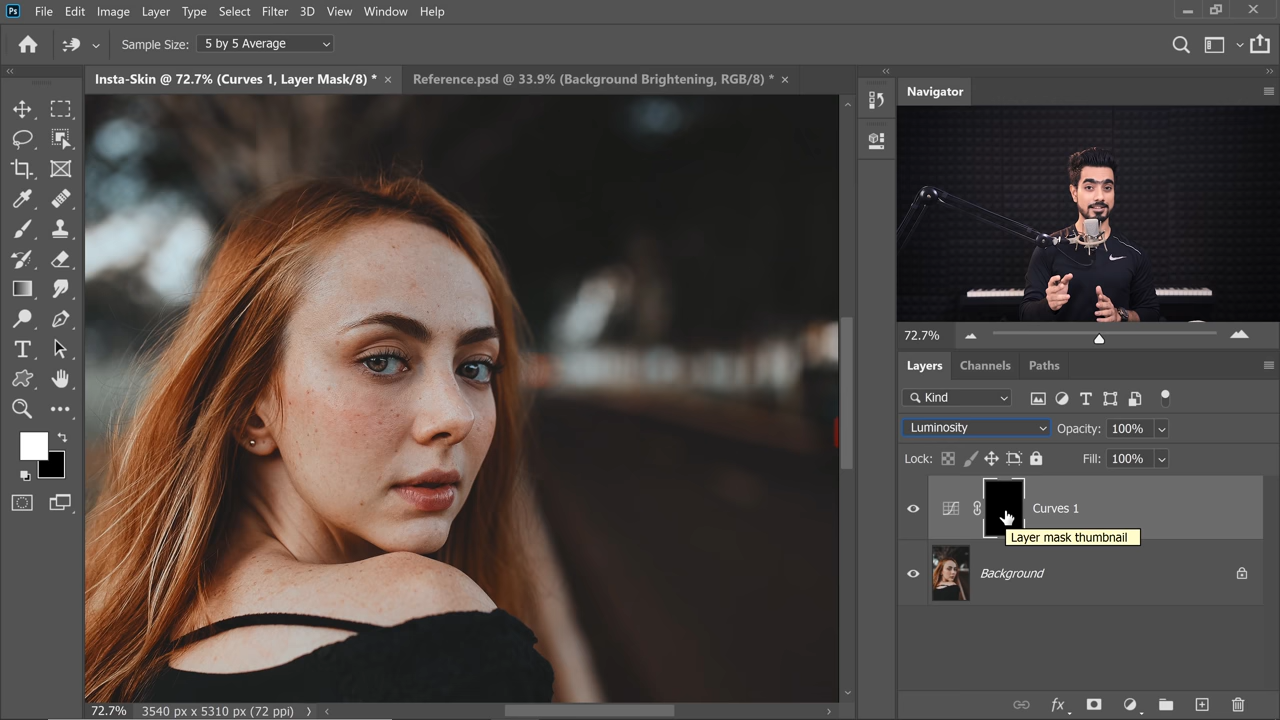 Ps File Edit Image Layer Type Select Filter 3D View Window Help
Sample Size: 5 by 5 Average
Insta-Skin @ 72.7% (Curves 1, Layer Mask/8) *
Reference.psd @ 33.9% (Background Brightening, RGB/8) *
Navigator
72.7%
Layers Channels Paths
Kind
Luminosity Opacity: 100%
Lock: Fill: 100%
Curves 1
Layer mask thumbnail
Background
72.7% 3540 px x 5310 px (72 ppi)
fx